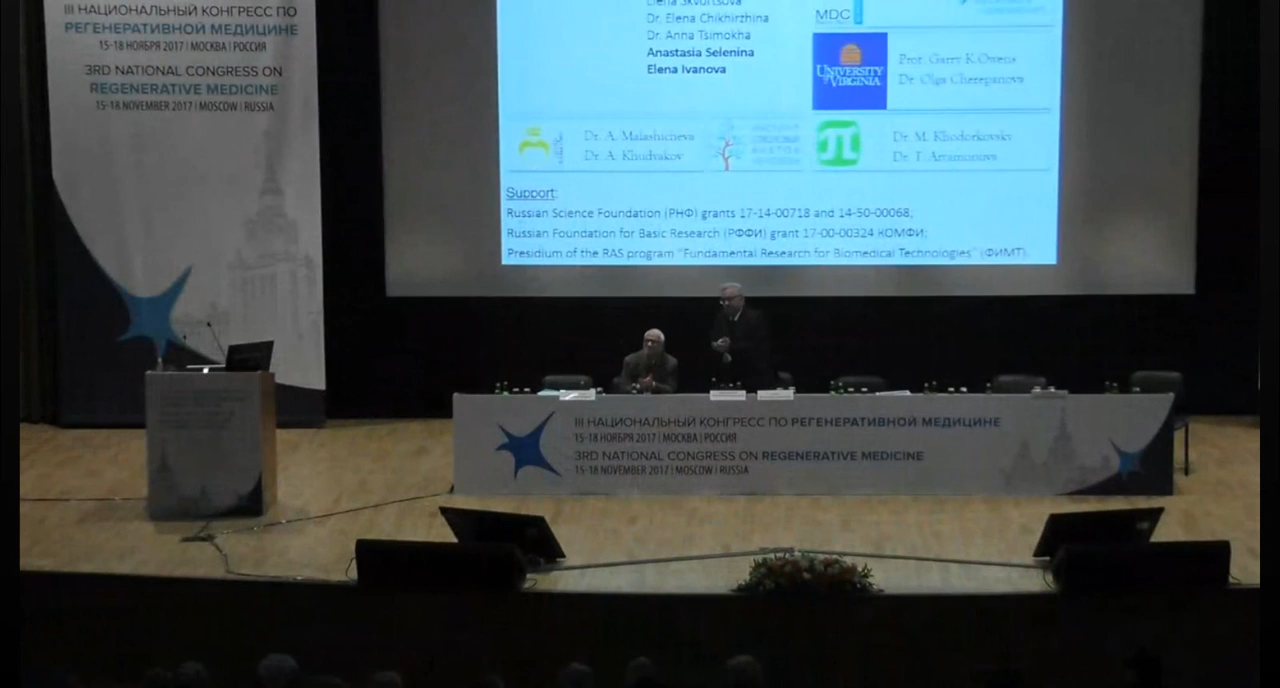 III НАЦИОНАЛЬНЫЙ КОНГРЕСС ПО
РЕГЕНЕРАТИВНОЙ МЕДИЦИНЕ
15-18 НОЯБРЯ 2017 | МОСКВА | РОССИЯ
3RD NATIONAL CONGRESS ON
REGENERATIVE MEDICINE
15-18 NOVEMBER 2017 | MOSCOW | RUSSIA
Elena Skvortsova
Dr. Elena Chikhirzhina
Dr. Anna Tsimokha
Anastasia Selenina
Elena Ivanova
MDC
UNIVERSITY
of VIRGINIA
Prof. Garry K.Owens
Dr. Olga Cherepanova
Dr. A. Malashicheva
Dr. A. Khudyakov
Dr. M. Khodorkovsky
Dr. T. Artamonova
Support:
Russian Science Foundation (РНФ) grants 17-14-00718 and 14-50-00068;
Russian Foundation for Basic Research (РФФИ) grant 17-00-00324 КОМФИ;
Presidium of the RAS program "Fundamental Research for Biomedical Technologies" (ФИМТ).
III НАЦИОНАЛЬНЫЙ КОНГРЕСС ПО РЕГЕНЕРАТИВНОЙ МЕДИЦИНЕ
15-18 НОЯБРЯ 2017 | МОСКВА | РОССИЯ
3RD NATIONAL CONGRESS ON REGENERATIVE MEDICINE
15-18 NOVEMBER 2017 | MOSCOW | RUSSIA